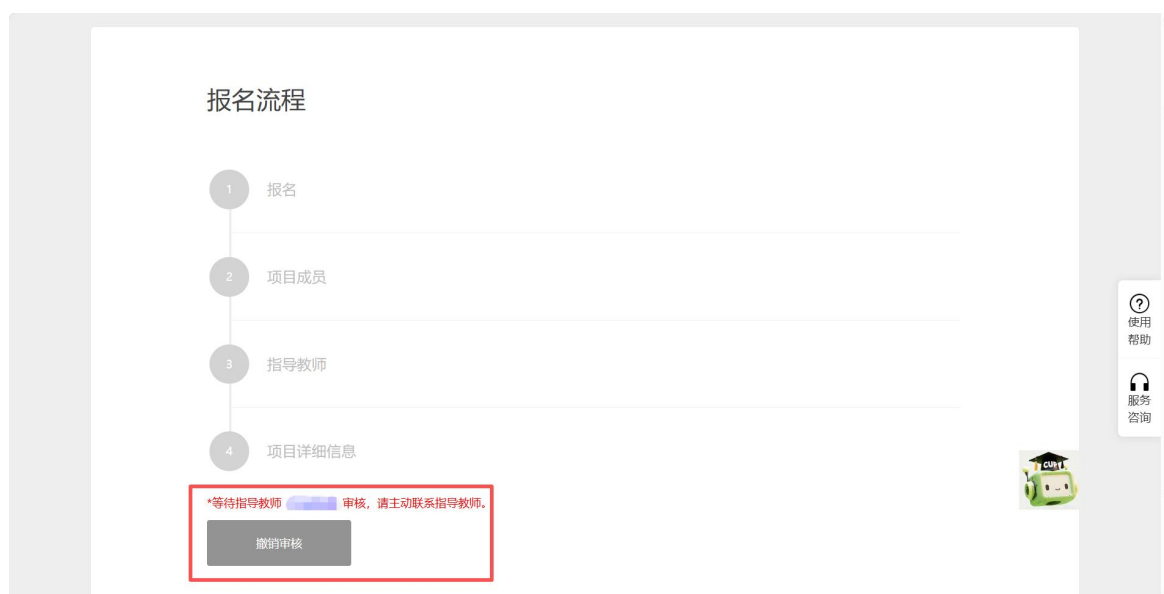 报名流程
1 报名
2 项目成员
3 指导教师
4 项目详细信息
*等待指导教师 审核，请主动联系指导教师。
撤销审核
使用
帮助
服务
咨询